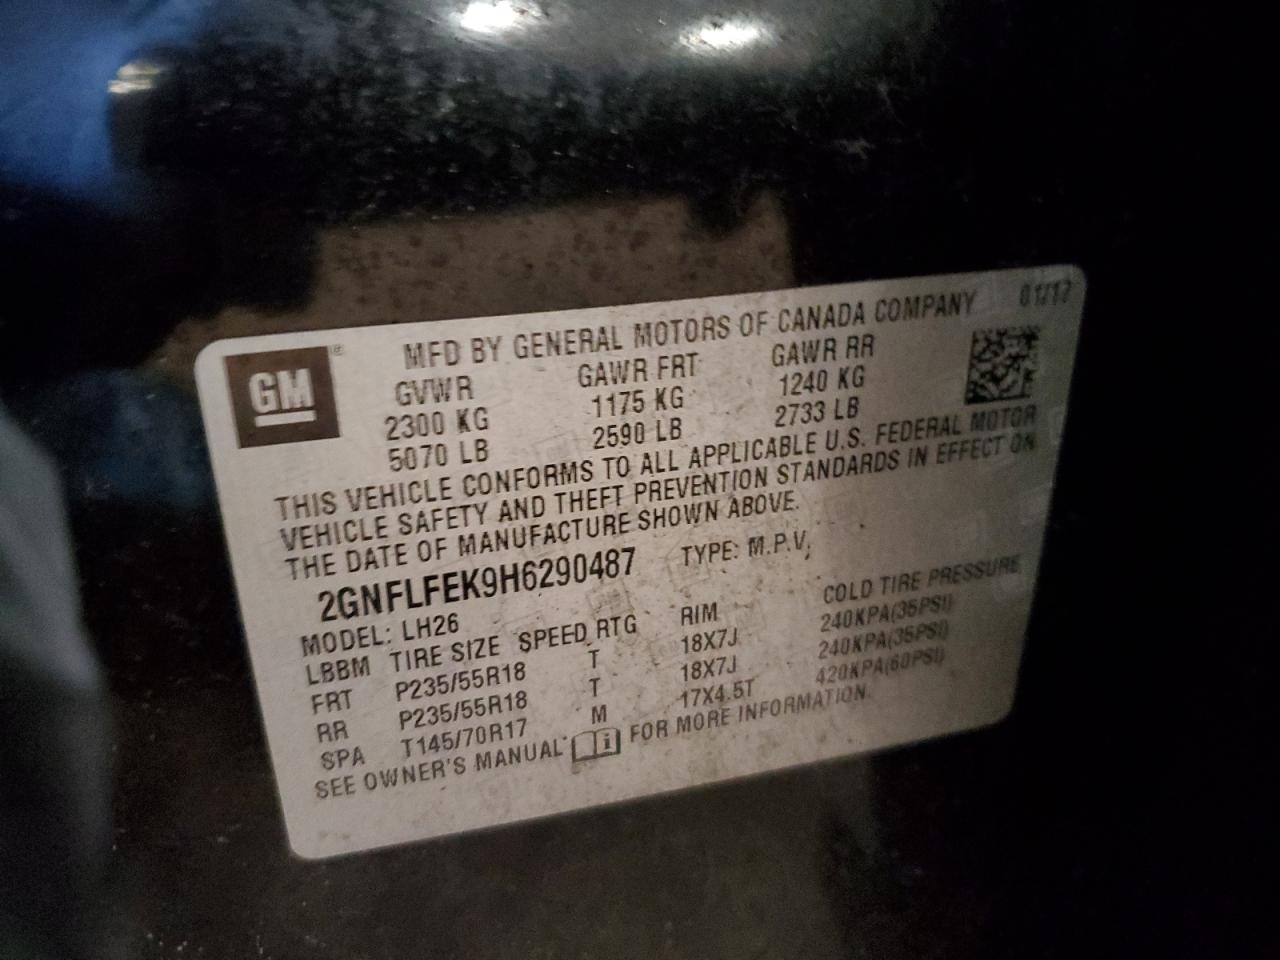 01/17
MFD BY GENERAL MOTORS OF CANADA COMPANY
GM ®
GVWR GAWR FRT GAWR RR
2300 KG 1175 KG 1240 KG
5070 LB 2590 LB 2733 LB
THIS VEHICLE CONFORMS TO ALL APPLICABLE U.S. FEDERAL MOTOR
VEHICLE SAFETY AND THEFT PREVENTION STANDARDS IN EFFECT ON
THE DATE OF MANUFACTURE SHOWN ABOVE.
2GNFLFEK9H6290487 TYPE: M.P.V.
MODEL: LH26
LBBM TIRE SIZE SPEED RTG RIM COLD TIRE PRESSURE
FRT P235/55R18 T 18X7J 240KPA(35PSI)
RR P235/55R18 T 18X7J 240KPA(35PSI)
SPA T145/70R17 M 17X4.5T 420KPA(60PSI)
SEE OWNER'S MANUAL i FOR MORE INFORMATION.